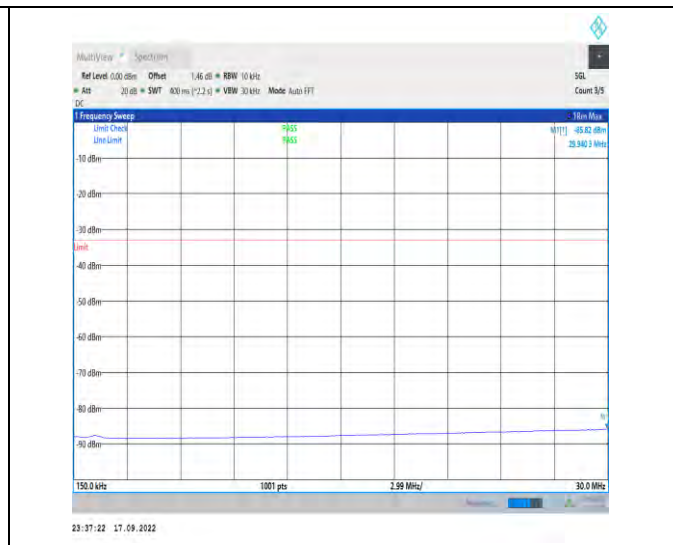 MultiView Spectrum
Ref Level 0.00 dBm Offset 1.46 dB RBW 10 kHz SGL
Att 20 dB SWT 400 ms (~2.2 s) VBW 30 kHz Mode Auto FFT Count 5/5
DC
1 Frequency Sweep 1Rm Max
Limit Check PASS M1[1] -85.82 dBm
Line Limit PASS 29.9403 MHz
-10 dBm
-20 dBm
-30 dBm
Limit
-40 dBm
-50 dBm
-60 dBm
-70 dBm
-80 dBm
M1
-90 dBm
150.0 kHz 1001 pts 2.99 MHz/ 30.0 MHz
23:37:22 17.09.2022